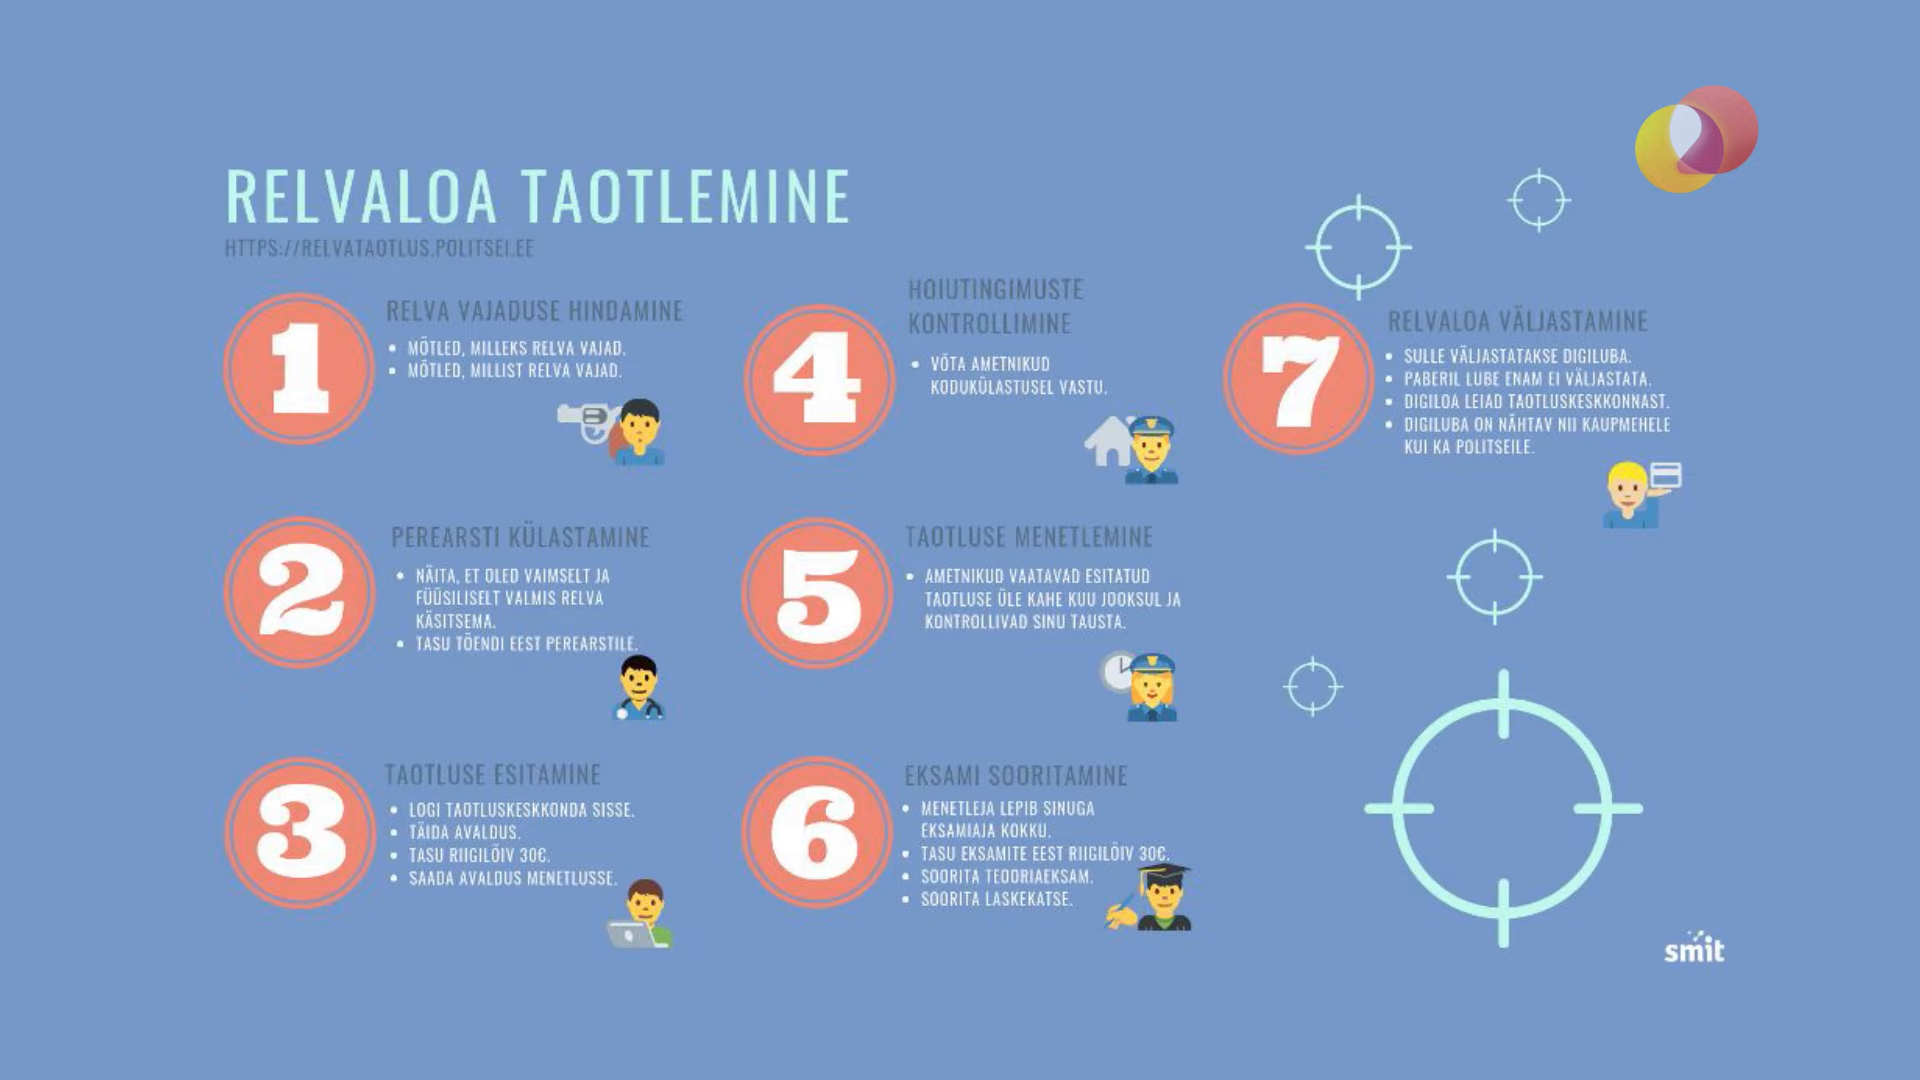 RELVALOA TAOTLEMINE
HTTPS://RELVATAOTLUS.POLITSEI.EE
1
RELVA VAJADUSE HINDAMINE
• MÕTLED, MILLEKS RELVA VAJAD.
• MÕTLED, MILLIST RELVA VAJAD.
2
PEREARSTI KÜLASTAMINE
• NÄITA, ET OLED VAIMSELT JA
FÜÜSILISELT VALMIS RELVA
KÄSITSEMA.
• TASU TÕENDI EEST PEREARSTILE.
3
TAOTLUSE ESITAMINE
• LOGI TAOTLUSKESKKONDA SISSE.
• TÄIDA AVALDUS.
• TASU RIIGILÕIV 30€.
• SAADA AVALDUS MENETLUSSE.
4
HOIUTINGIMUSTE
KONTROLLIMINE
• VÕTA AMETNIKUD
KODUKÜLASTUSEL VASTU.
5
TAOTLUSE MENETLEMINE
• AMETNIKUD VAATAVAD ESITATUD
TAOTLUSE ÜLE KAHE KUU JOOKSUL JA
KONTROLLIVAD SINU TAUSTA.
6
EKSAMI SOORITAMINE
• MENETLEJA LEPIB SINUGA
EKSAMIAJA KOKKU.
• TASU EKSAMITE EEST RIIGILÕIV 30€.
• SOORITA TEOORIAEKSAM.
• SOORITA LASKEKATSE.
7
RELVALOA VÄLJASTAMINE
• SULLE VÄLJASTATAKSE DIGILUBA.
• PABERIL LUBE ENAM EI VÄLJASTATA.
• DIGILOA LEIAD TAOTLUSKESKKONNAST.
• DIGILUBA ON NÄHTAV NII KAUPMEHELE
KUI KA POLITSEILE.
smit